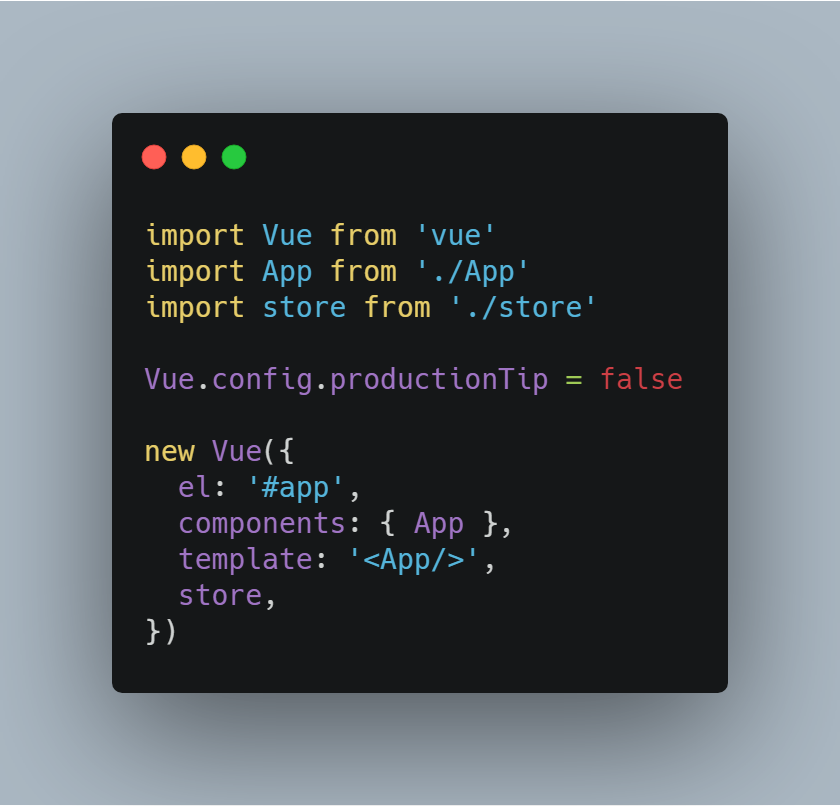 import Vue from 'vue'
import App from './App'
import store from './store'
Vue.config.productionTip = false
new Vue({
  el: '#app',
  components: { App },
  template: '<App/>',
  store,
})